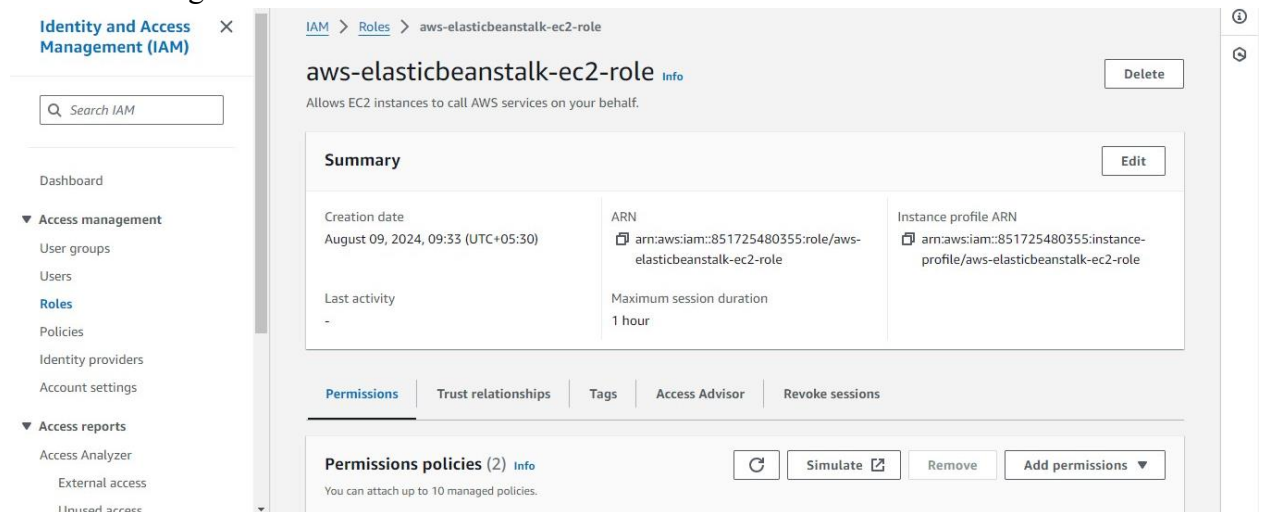 Identity and Access
Management (IAM)
Search IAM
Dashboard
Access management
User groups
Users
Roles
Policies
Identity providers
Account settings
Access reports
Access Analyzer
External access
Unused access
IAM > Roles > aws-elasticbeanstalk-ec2-role
aws-elasticbeanstalk-ec2-role Info
Delete
Allows EC2 instances to call AWS services on your behalf.
Summary
Edit
Creation date
August 09, 2024, 09:33 (UTC+05:30)
ARN
arn:aws:iam::851725480355:role/aws-
elasticbeanstalk-ec2-role
Instance profile ARN
arn:aws:iam::851725480355:instance-
profile/aws-elasticbeanstalk-ec2-role
Last activity
-
Maximum session duration
1 hour
Permissions
Trust relationships
Tags
Access Advisor
Revoke sessions
Permissions policies (2) Info
Simulate
Remove
Add permissions
You can attach up to 10 managed policies.